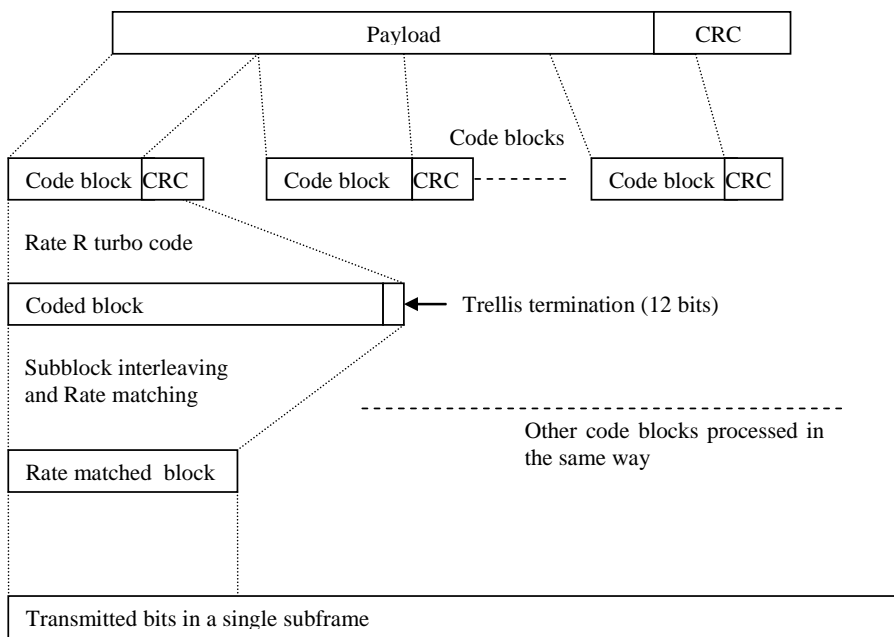 Payload CRC
Code blocks
Code block CRC Code block CRC Code block CRC
Rate R turbo code
Coded block
Trellis termination (12 bits)
Subblock interleaving
and Rate matching
Other code blocks processed in
the same way
Rate matched block
Transmitted bits in a single subframe